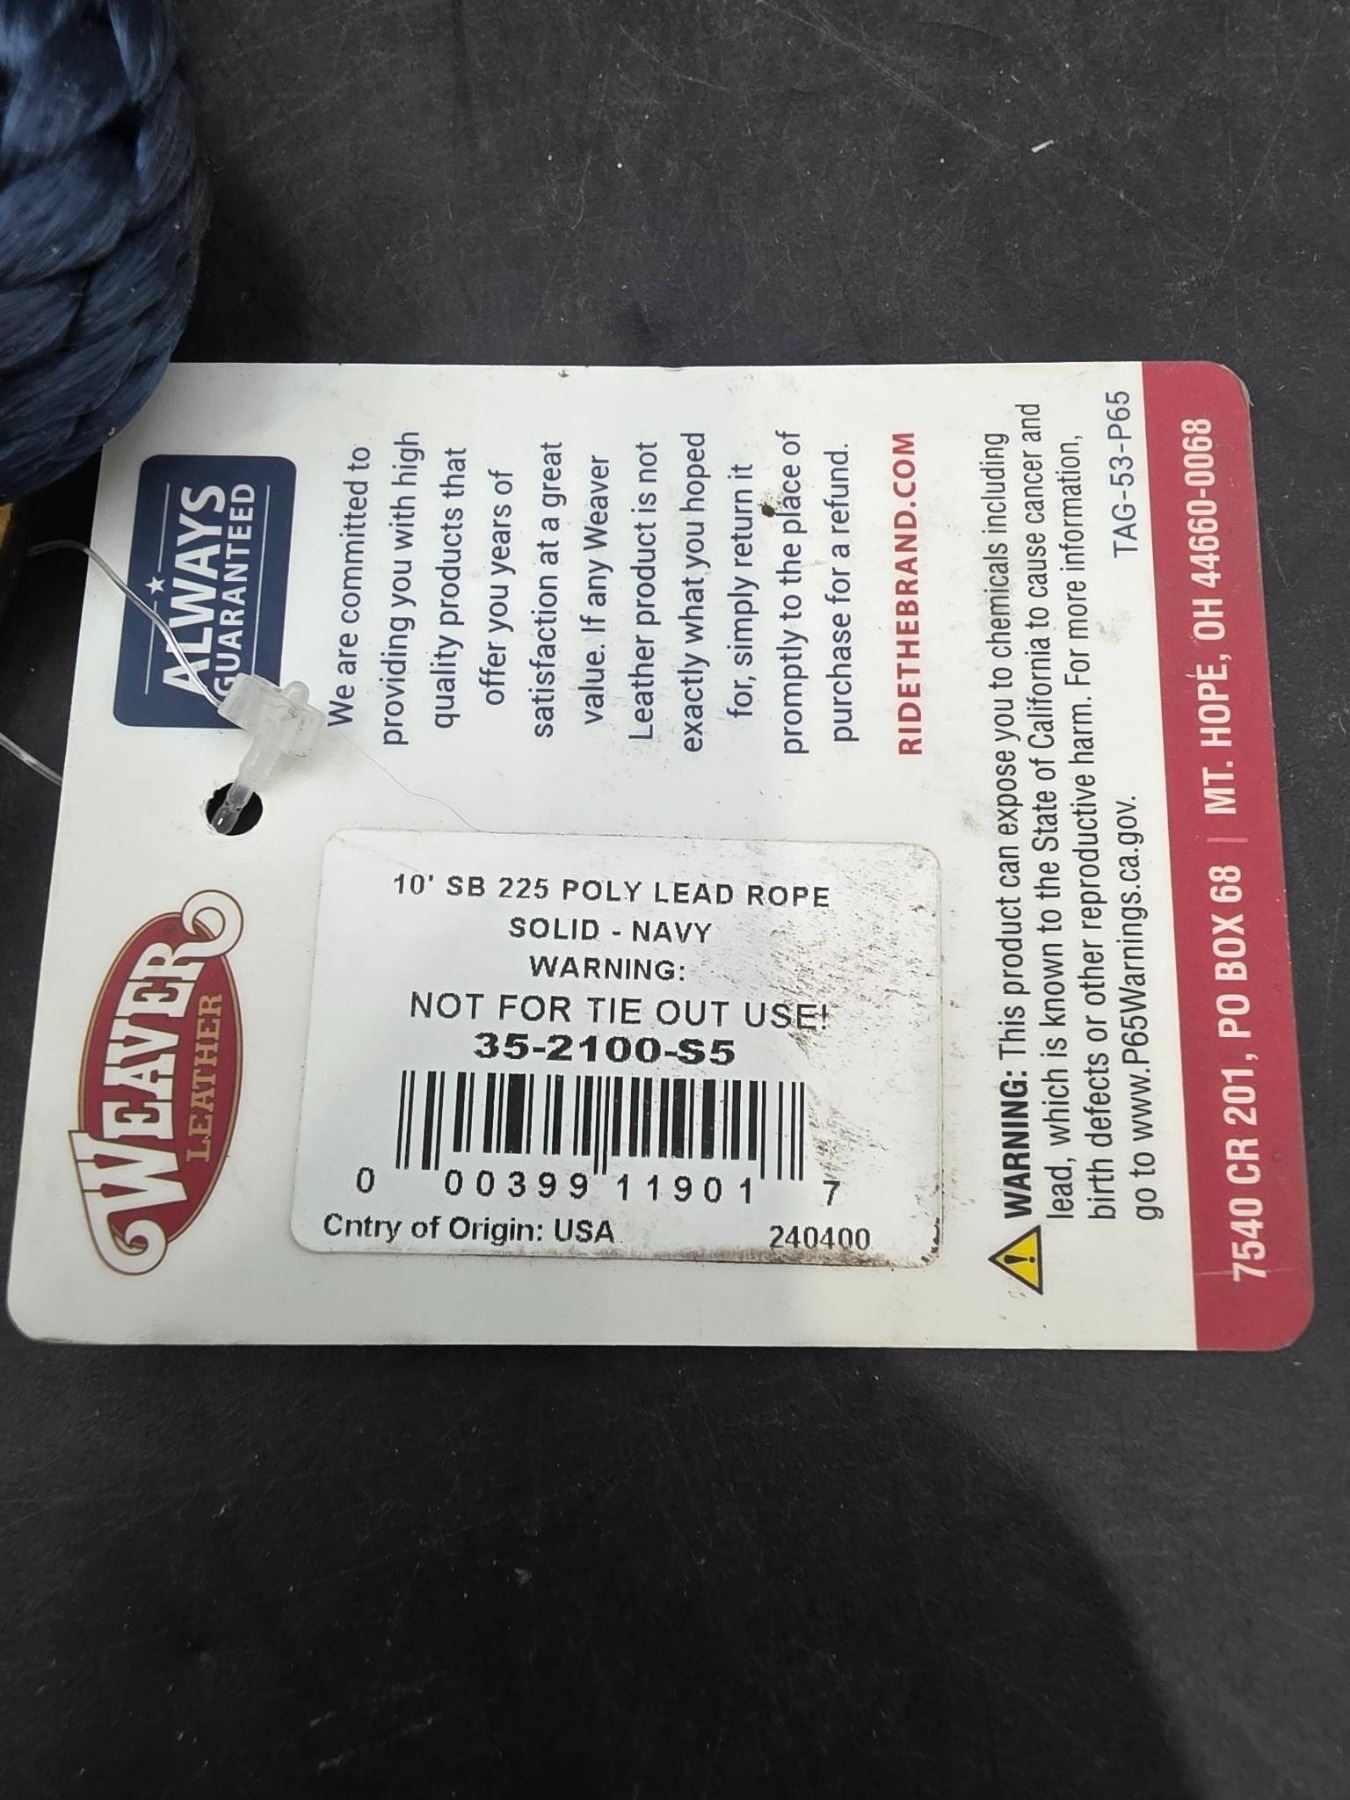 WEAVER
LEATHER
ALWAYS
GUARANTEED
We are committed to
providing you with high
quality products that
offer you years of
satisfaction at a great
value. If any Weaver
Leather product is not
exactly what you hoped
for, simply return it
promptly to the place of
purchase for a refund.
RIDETHEBRAND.COM
10' SB 225 POLY LEAD ROPE
SOLID - NAVY
WARNING:
NOT FOR TIE OUT USE!
35-2100-S5
0 00399 11901 7
Cntry of Origin: USA 240400
WARNING: This product can expose you to chemicals including
lead, which is known to the State of California to cause cancer and
birth defects or other reproductive harm. For more information,
go to www.P65Warnings.ca.gov.
TAG-53-P65
7540 CR 201, PO BOX 68 | MT. HOPE, OH 44660-0068